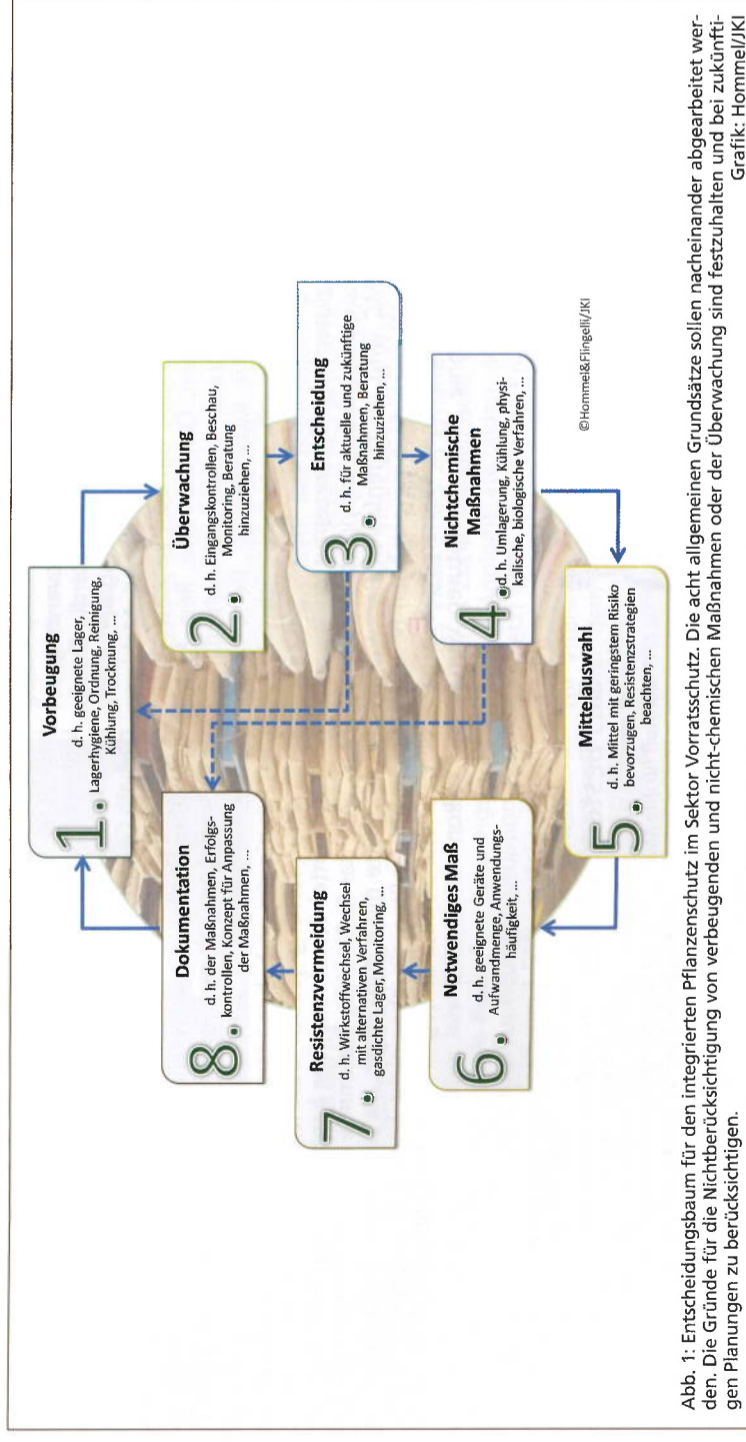 Vorbeugung
1. d. h. geeignete Lager,
Lagerhygiene, Ordnung, Reinigung,
Kühlung, Trocknung, ...
Überwachung
2. d. h. Eingangskontrollen, Beschau,
Monitoring, Beratung
hinzuziehen, ...
Entscheidung
3. d. h. für aktuelle und zukünftige
Maßnahmen, Beratung
hinzuziehen, ...
Nichtchemische
Maßnahmen
4. d. h. Umlagerung, Kühlung, physi-
kalische, biologische Verfahren, ...
Mittelauswahl
5. d. h. Mittel mit geringstem Risiko
bevorzugen, Resistenzstrategien
beachten, ...
Notwendiges Maß
6. d. h. geeignete Geräte und
Aufwandmenge, Anwendungs-
häufigkeit, ...
Resistenzvermeidung
7. d. h. Wirkstoffwechsel, Wechsel
mit alternativen Verfahren,
gasdichte Lager, Monitoring, ...
Dokumentation
8. d. h. der Maßnahmen, Erfolgs-
kontrollen, Konzept für Anpassung
der Maßnahmen, ...
©Hommel&Flingelli/JKI
Abb. 1: Entscheidungsbaum für den integrierten Pflanzenschutz im Sektor Vorratsschutz. Die acht allgemeinen Grundsätze sollen nacheinander abgearbeitet wer-
den. Die Gründe für die Nichtberücksichtigung von verbeugenden und nicht-chemischen Maßnahmen oder der Überwachung sind festzuhalten und bei zukünfti-
gen Planungen zu berücksichtigen.
Grafik: Hommel/JKI